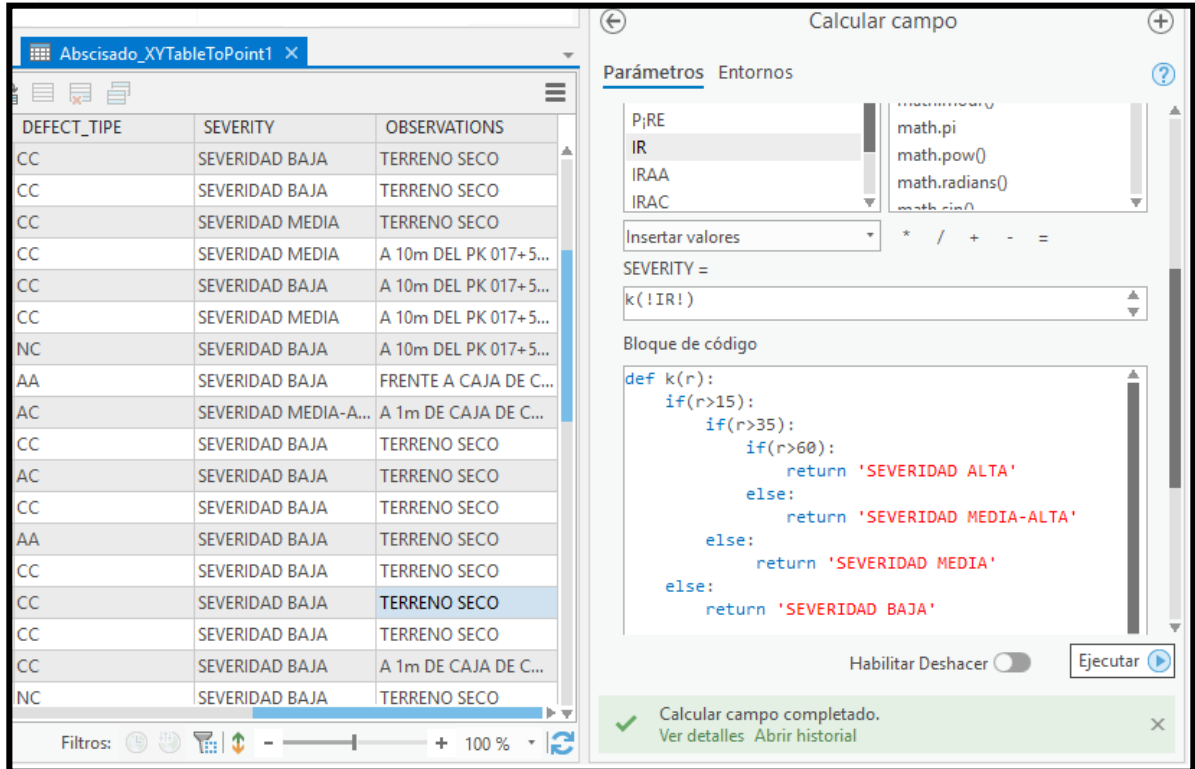 Abscisado_XYTableToPoint1
DEFECT_TIPE SEVERITY OBSERVATIONS
CC SEVERIDAD BAJA TERRENO SECO
CC SEVERIDAD BAJA TERRENO SECO
CC SEVERIDAD MEDIA TERRENO SECO
CC SEVERIDAD MEDIA A 10m DEL PK 017+5...
CC SEVERIDAD BAJA A 10m DEL PK 017+5...
CC SEVERIDAD MEDIA A 10m DEL PK 017+5...
NC SEVERIDAD BAJA A 10m DEL PK 017+5...
AA SEVERIDAD BAJA FRENTE A CAJA DE C...
AC SEVERIDAD MEDIA-A... A 1m DE CAJA DE C...
CC SEVERIDAD BAJA TERRENO SECO
AC SEVERIDAD BAJA TERRENO SECO
CC SEVERIDAD BAJA TERRENO SECO
AA SEVERIDAD BAJA TERRENO SECO
CC SEVERIDAD BAJA TERRENO SECO
CC SEVERIDAD BAJA TERRENO SECO
CC SEVERIDAD BAJA TERRENO SECO
CC SEVERIDAD BAJA A 1m DE CAJA DE C...
NC SEVERIDAD BAJA TERRENO SECO
Filtros: - + 100 %
Calcular campo
Parámetros Entornos
P¡RE
IR
IRAA
IRAC
math.pi
math.pow()
math.radians()
math.sin()
Insertar valores * / + - =
SEVERITY =
k(!IR!)
Bloque de código
def k(r):
    if(r>15):
        if(r>35):
            if(r>60):
                return 'SEVERIDAD ALTA'
            else:
                return 'SEVERIDAD MEDIA-ALTA'
        else:
             return 'SEVERIDAD MEDIA'
    else:
        return 'SEVERIDAD BAJA'
Habilitar Deshacer Ejecutar
Calcular campo completado.
Ver detalles Abrir historial